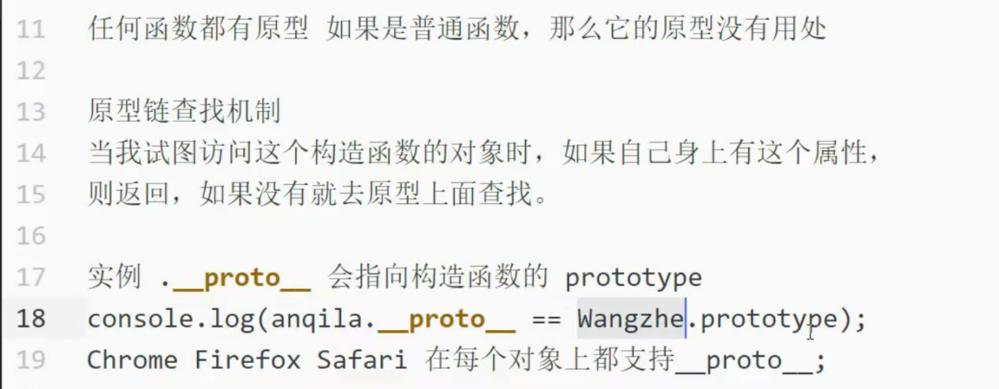 11 任何函数都有原型 如果是普通函数，那么它的原型没有用处
12
13 原型链查找机制
14 当我试图访问这个构造函数的对象时，如果自己身上有这个属性，
15 则返回，如果没有就去原型上面查找。
16
17 实例 .__proto__ 会指向构造函数的 prototype
18 console.log(anqila.__proto__ == Wangzhe.prototype);
19 Chrome Firefox Safari 在每个对象上都支持__proto__;